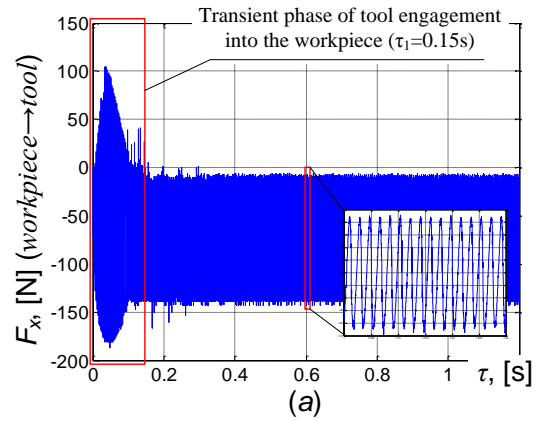 Transient phase of tool engagement
into the workpiece (τ₁=0.15s)
150
100
50
0
-50
-100
-150
-200
Fₓ, [N] (workpiece→tool)
0
0.2
0.4
0.6
0.8
1
τ, [s]
(a)